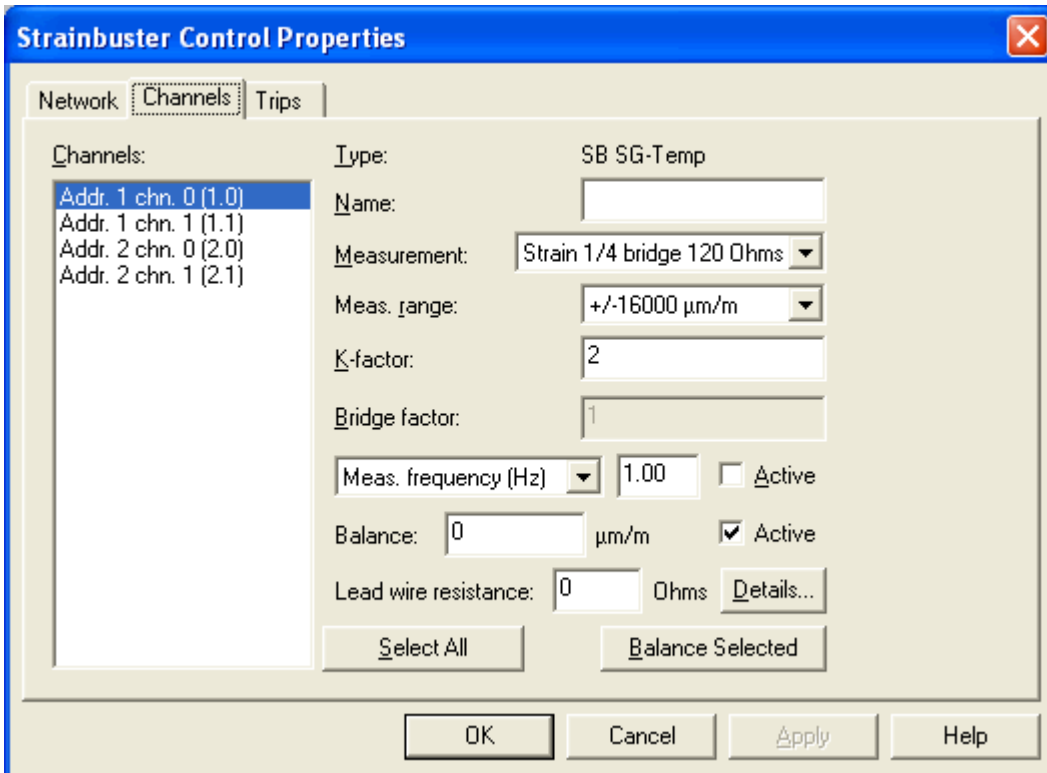 Strainbuster Control Properties
Network Channels Trips
Channels:
Addr. 1 chn. 0 (1.0)
Addr. 1 chn. 1 (1.1)
Addr. 2 chn. 0 (2.0)
Addr. 2 chn. 1 (2.1)
Type: SB SG-Temp
Name:
Measurement: Strain 1/4 bridge 120 Ohms
Meas. range: +/-16000 µm/m
K-factor: 2
Bridge factor: 1
Meas. frequency (Hz) 1.00 Active
Balance: 0 µm/m Active
Lead wire resistance: 0 Ohms Details...
Select All Balance Selected
OK Cancel Apply Help